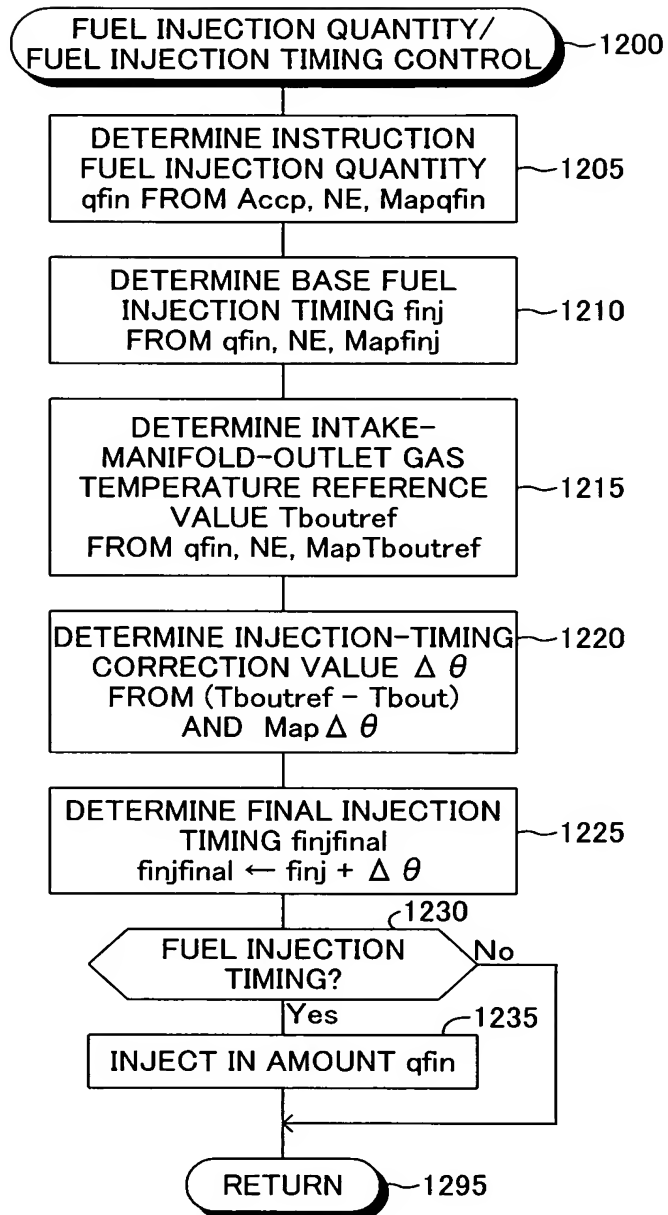 FUEL INJECTION QUANTITY/
FUEL INJECTION TIMING CONTROL
1200
DETERMINE INSTRUCTION
FUEL INJECTION QUANTITY
qfin FROM Accp, NE, Mapqfin
1205
DETERMINE BASE FUEL
INJECTION TIMING finj
FROM qfin, NE, Mapfinj
1210
DETERMINE INTAKE-
MANIFOLD-OUTLET GAS
TEMPERATURE REFERENCE
VALUE Tboutref
FROM qfin, NE, MapTboutref
1215
DETERMINE INJECTION-TIMING
CORRECTION VALUE Δ θ
FROM (Tboutref - Tbout)
AND Map Δ θ
1220
DETERMINE FINAL INJECTION
TIMING finjfinal
finjfinal ← finj + Δ θ
1225
1230
FUEL INJECTION
TIMING?
No
Yes
1235
INJECT IN AMOUNT qfin
RETURN
1295